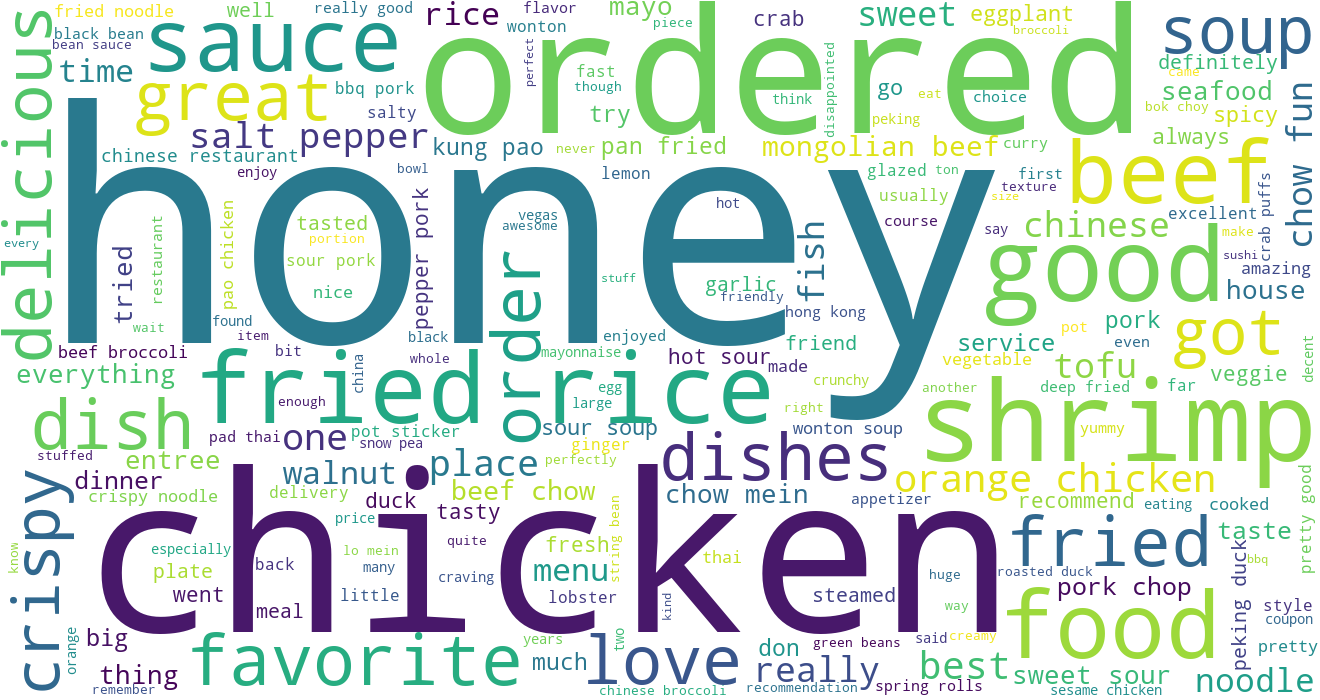 fried noodle
well
really good
flavor
rice
mayo
crab
sweet
eggplant
soup
black bean
bean sauce
sauce
wonton
piece
broccoli
ordered
time
great
bbq pork
perfect
fast
though
think
disappointed
go
choice
eat
came
definitely
seafood
delicious
salty
try
peking
bok choy
spicy
salt pepper
kung pao
never
pan fried
mongolian beef
curry
always
chow fun
chinese restaurant
enjoy
bowl
lemon
glazed
ton
first
texture
beef
honey
usually
size
hot
vegas
awesome
course
say
chinese
excellent
make
crab puffs
every
restaurant
tasted
portion
sour pork
pao chicken
pepper pork
tried
fish
good
sushi
amazing
stuff
garlic
friendly
nice
house
order
hong kong
wait
found
item
black
enjoyed
friend
pork
got
even
service
beef broccoli
bit
whole
mayonnaise
hot sour
made
pot
vegetable
tofu
veggie
decent
everything
china
fried rice
egg
crunchy
another
deep fried
far
enough
large
right
shrimp
dish
pad thai
one
pot sticker
snow pea
sour soup
wonton soup
yummy
ginger
dishes
stuffed
entree
perfectly
walnut
place
orange chicken
dinner
crispy noodle
delivery
duck
beef chow
chow mein
appetizer
recommend
eating
cooked
crispy
chicken
tasty
string bean
pretty good
price
quite
fresh
thai
fried
taste
know
especially
lo mein
many
menu
plate
back
craving
huge
roasted duck
bbq
went
meal
little
lobster
kind
steamed
way
pork chop
peking duck
style
coupon
food
big
orange
favorite
years
two
love
don
green beans
said
creamy
pretty
thing
much
really
best
sweet sour
noodle
remember
chinese broccoli
recommendation
spring rolls
sesame chicken